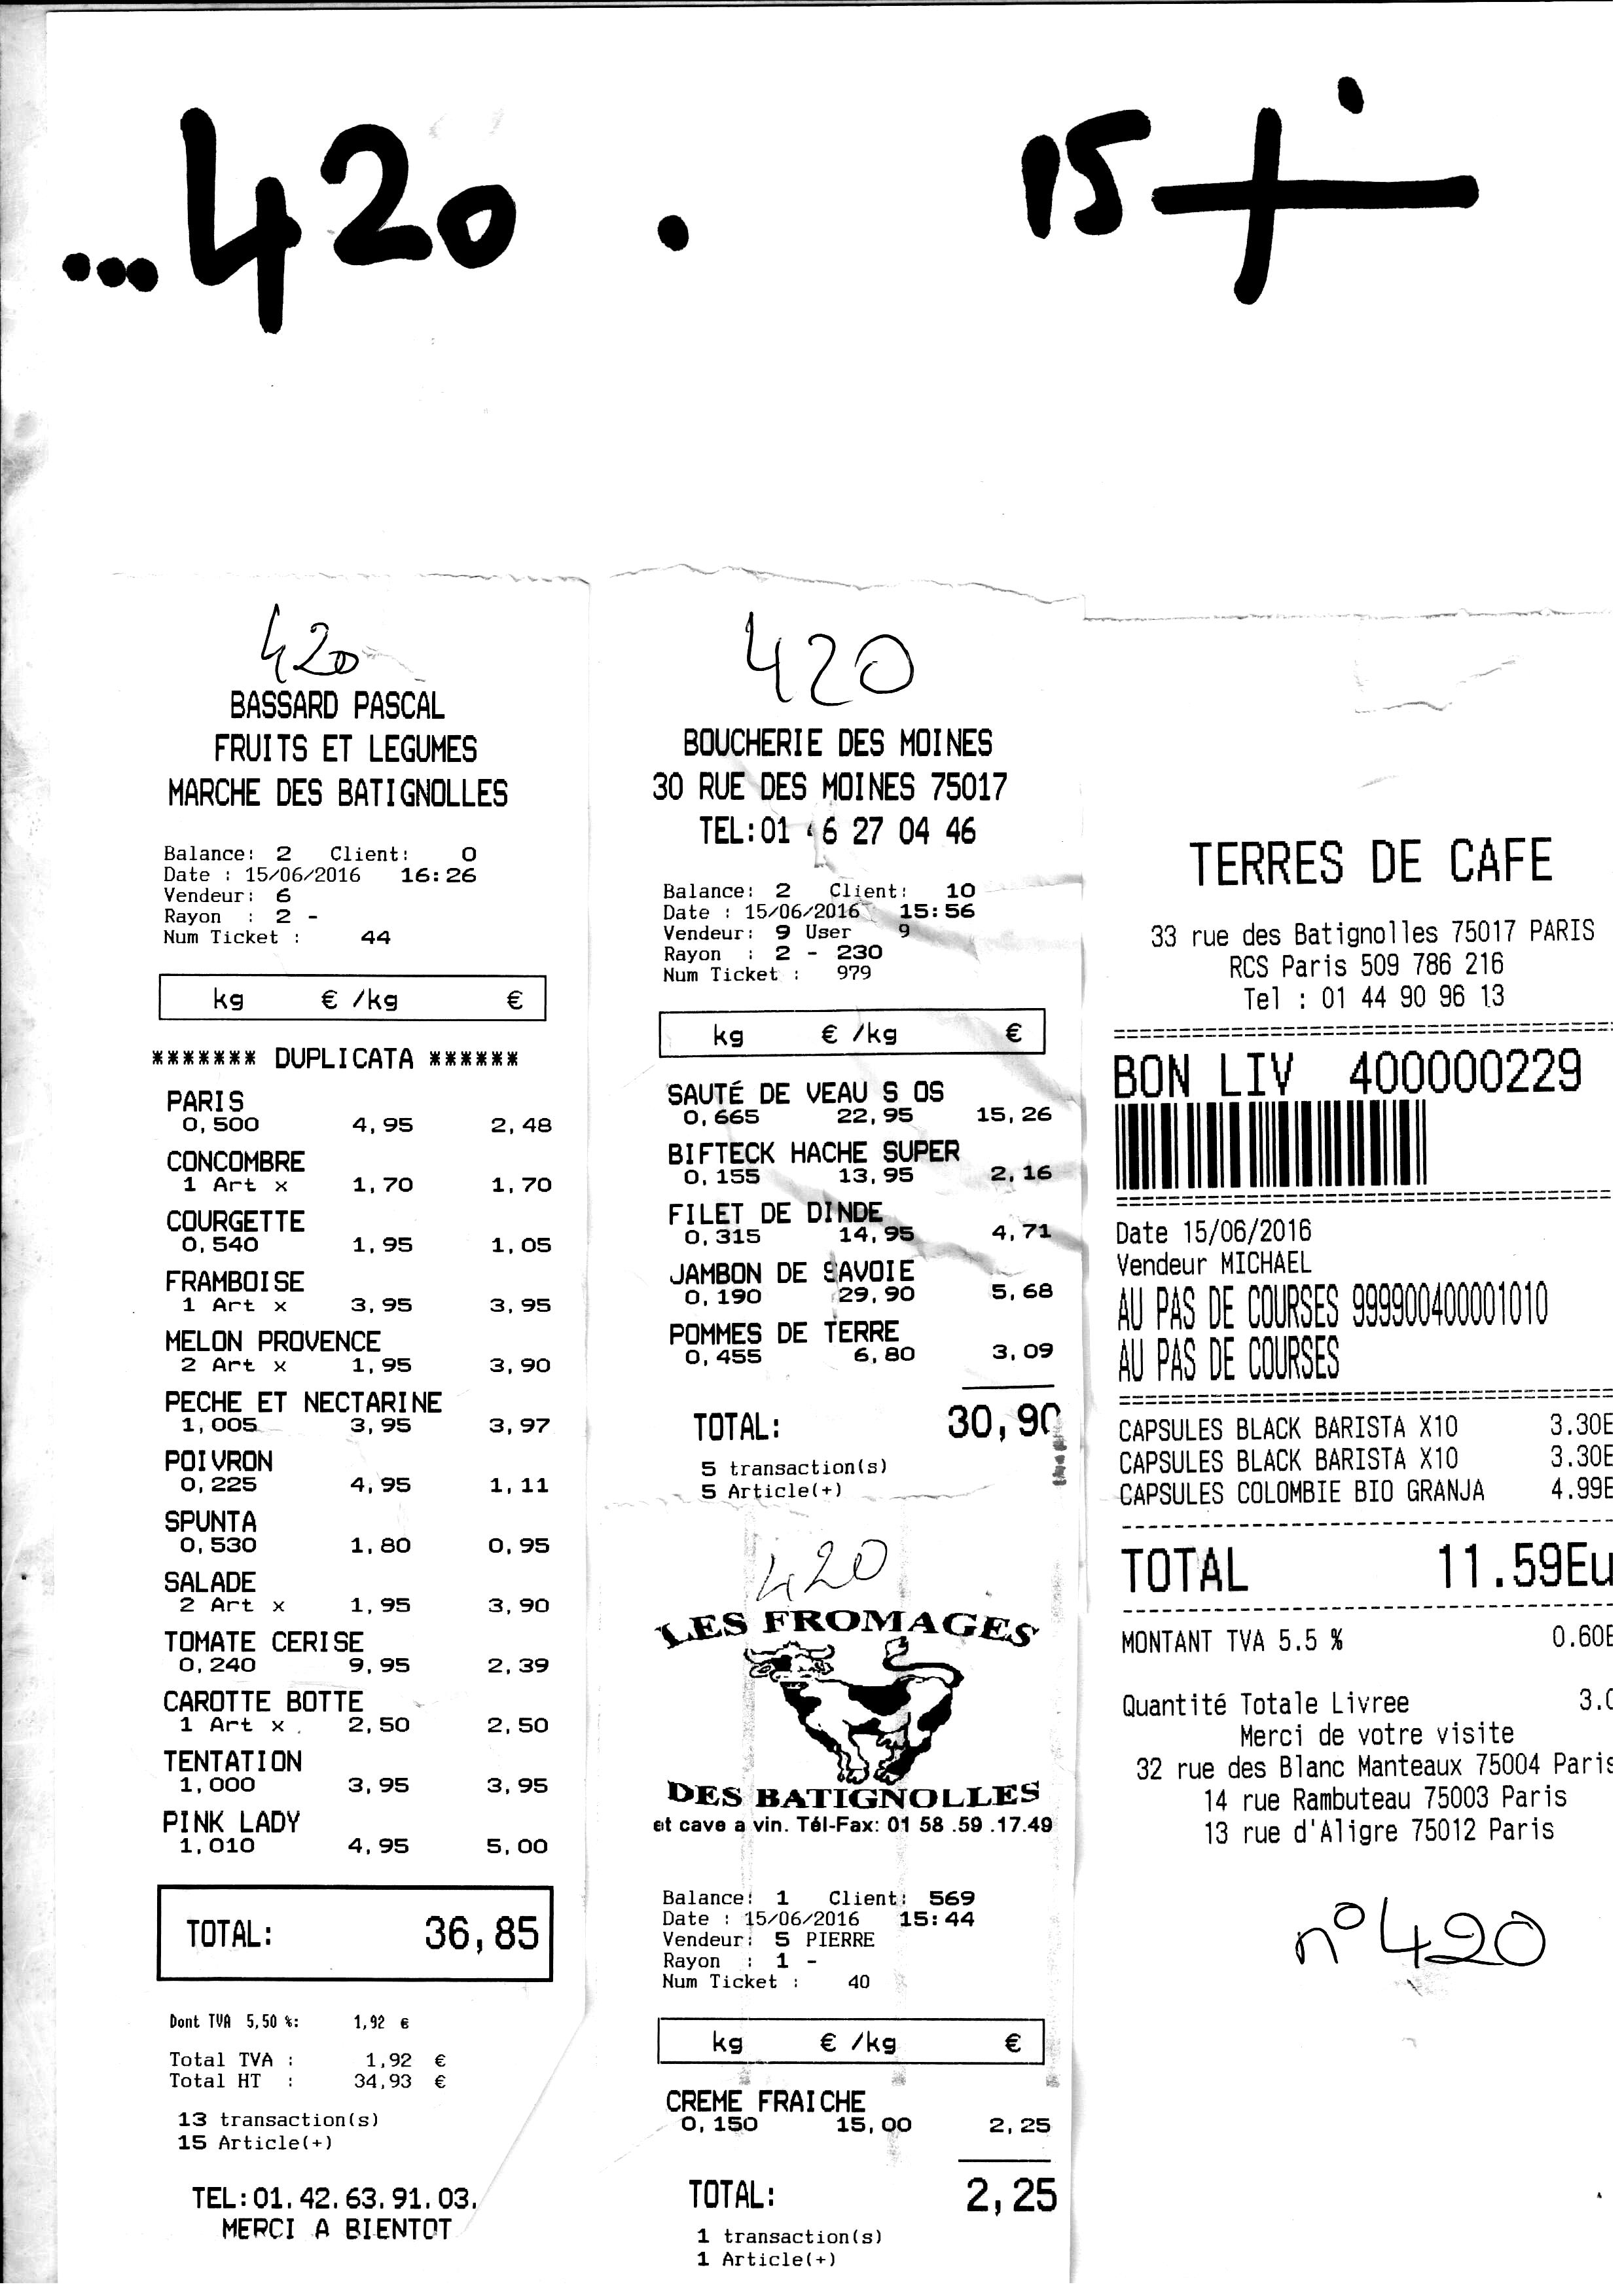 ...420 . 15
420
BASSARD PASCAL
FRUITS ET LEGUMES
MARCHE DES BATIGNOLLES
Balance: 2 Client: 0
Date : 15/06/2016 16:26
Vendeur: 6
Rayon : 2 -
Num Ticket : 44
kg € /kg €
******* DUPLICATA ******
PARIS
0,500 4,95 2,48
CONCOMBRE
1 Art x 1,70 1,70
COURGETTE
0,540 1,95 1,05
FRAMBOISE
1 Art x 3,95 3,95
MELON PROVENCE
2 Art x 1,95 3,90
PECHE ET NECTARINE
1,005 3,95 3,97
POIVRON
0,225 4,95 1,11
SPUNTA
0,530 1,80 0,95
SALADE
2 Art x 1,95 3,90
TOMATE CERISE
0,240 9,95 2,39
CAROTTE BOTTE
1 Art x 2,50 2,50
TENTATION
1,000 3,95 3,95
PINK LADY
1,010 4,95 5,00
TOTAL: 36,85
Dont TVA 5,50 %: 1,92 €
Total TVA : 1,92 €
Total HT : 34,93 €
13 transaction(s)
15 Article(+)
TEL:01.42.63.91.03.
MERCI A BIENTOT
420
BOUCHERIE DES MOINES
30 RUE DES MOINES 75017
TEL:01 46 27 04 46
Balance: 2 Client: 10
Date : 15/06/2016 15:56
Vendeur: 9 User 9
Rayon : 2 - 230
Num Ticket : 979
kg € /kg €
SAUTÉ DE VEAU S OS
0,665 22,95 15,26
BIFTECK HACHE SUPER
0,155 13,95 2,16
FILET DE DINDE
0,315 14,95 4,71
JAMBON DE SAVOIE
0,190 29,90 5,68
POMMES DE TERRE
0,455 6,80 3,09
TOTAL: 30,90
5 transaction(s)
5 Article(+)
420
LES FROMAGES
DES BATIGNOLLES
et cave a vin. Tél-Fax: 01 58 .59 .17.49
Balance: 1 Client: 569
Date : 15/06/2016 15:44
Vendeur: 5 PIERRE
Rayon : 1 -
Num Ticket : 40
kg € /kg €
CREME FRAICHE
0,150 15,00 2,25
TOTAL: 2,25
1 transaction(s)
1 Article(+)
TERRES DE CAFE
33 rue des Batignolles 75017 PARIS
RCS Paris 509 786 216
Tel : 01 44 90 96 13
BON LIV 400000229
Date 15/06/2016
Vendeur MICHAEL
AU PAS DE COURSES 999900400001010
AU PAS DE COURSES
CAPSULES BLACK BARISTA X10 3.30E
CAPSULES BLACK BARISTA X10 3.30E
CAPSULES COLOMBIE BIO GRANJA 4.99E
TOTAL 11.59Eu
MONTANT TVA 5.5 % 0.60E
Quantité Totale Livree 3.0
Merci de votre visite
32 rue des Blanc Manteaux 75004 Paris
14 rue Rambuteau 75003 Paris
13 rue d'Aligre 75012 Paris
n°420